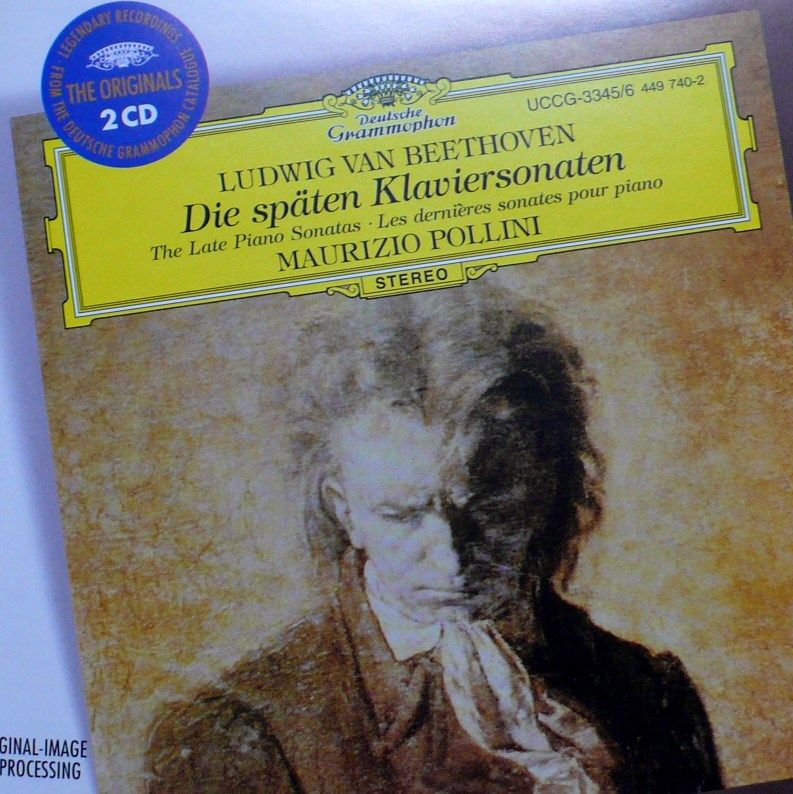 LEGENDARY RECORDINGS
THE ORIGINALS
2 CD
FROM THE DEUTSCHE GRAMMOPHON CATALOGUE
Deutsche
Grammophon
UCCG-3345/6 449 740-2
LUDWIG VAN BEETHOVEN
Die späten Klaviersonaten
The Late Piano Sonatas · Les dernières sonates pour piano
MAURIZIO POLLINI
STEREO
GINAL-IMAGE
PROCESSING